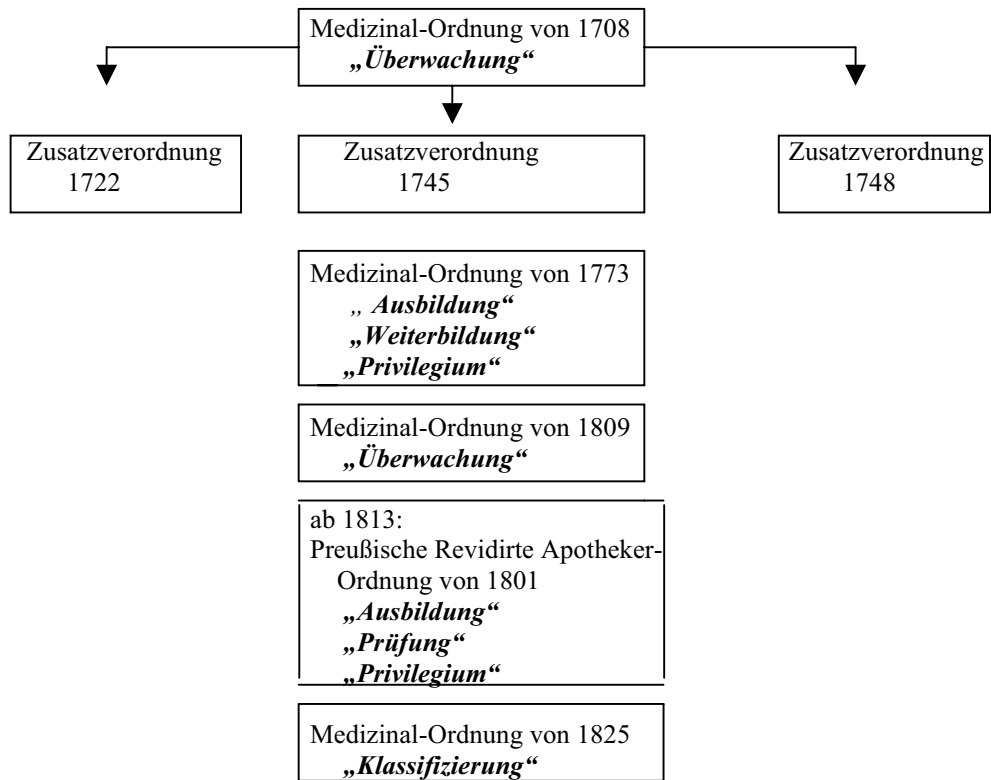 Medizinal-Ordnung von 1708
„Überwachung“
Zusatzverordnung
1722
Zusatzverordnung
1745
Zusatzverordnung
1748
Medizinal-Ordnung von 1773
„ Ausbildung“
„Weiterbildung“
„Privilegium“
Medizinal-Ordnung von 1809
„Überwachung“
ab 1813:
Preußische Revidirte Apotheker-
Ordnung von 1801
„Ausbildung“
„Prüfung“
„Privilegium“
Medizinal-Ordnung von 1825
„Klassifizierung“